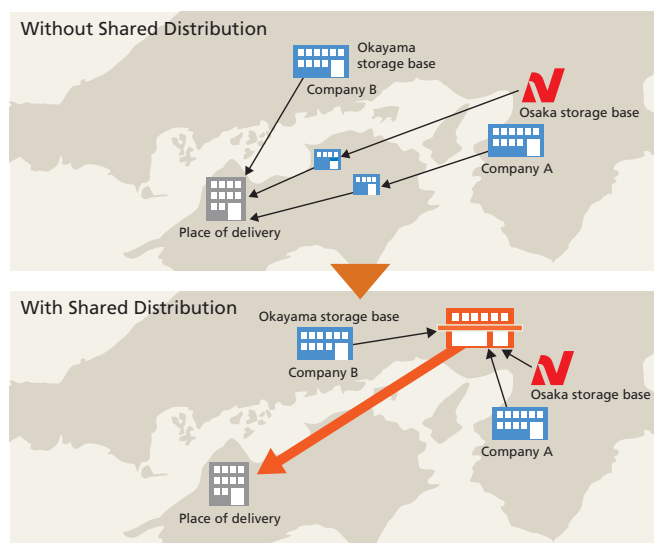 Without Shared Distribution
Okayama
storage base
Company B
Osaka storage base
Company A
Place of delivery
With Shared Distribution
Okayama storage base
Company B
Osaka storage base
Company A
Place of delivery